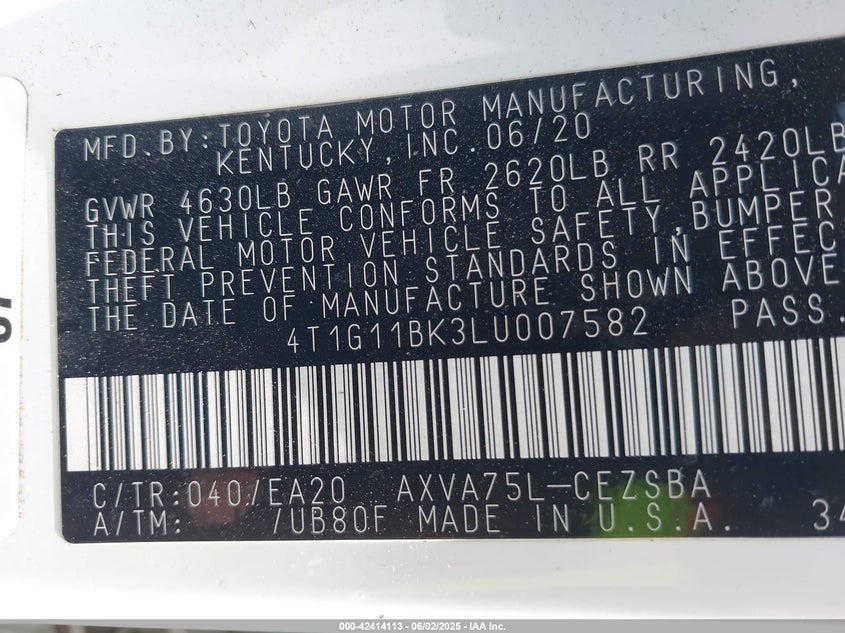 MFD.BY:TOYOTA MOTOR MANUFACTURING,
KENTUCKY,INC.06/20
GVWR 4630LB GAWR FR 2620LB RR 2420LB
THIS VEHICLE CONFORMS TO ALL APPLICA
FEDERAL MOTOR VEHICLE SAFETY,BUMPER
THEFT PREVENTION STANDARDS IN EFFEC
THE DATE OF MANUFACTURE SHOWN ABOVE
4T1G11BK3LU007582 PASS.
C/TR:040/EA20 AXVA75L-CEZSBA
A/TM: /UB80F MADE IN U.S.A. 34
000-42414113 - 06/02/2025 - IAA Inc.